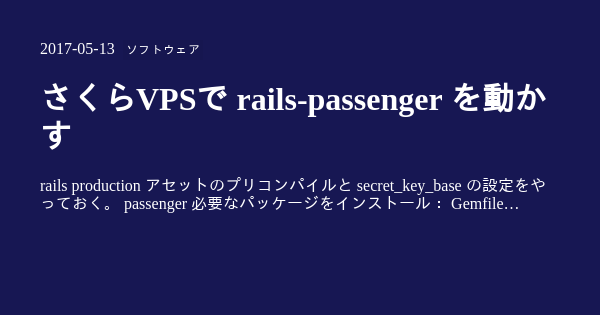 2017-05-13 ソフトウェア
さくらVPSで rails-passenger を動か
す
rails production アセットのプリコンパイルと secret_key_base の設定をや
っておく。 passenger 必要なパッケージをインストール： Gemfile…